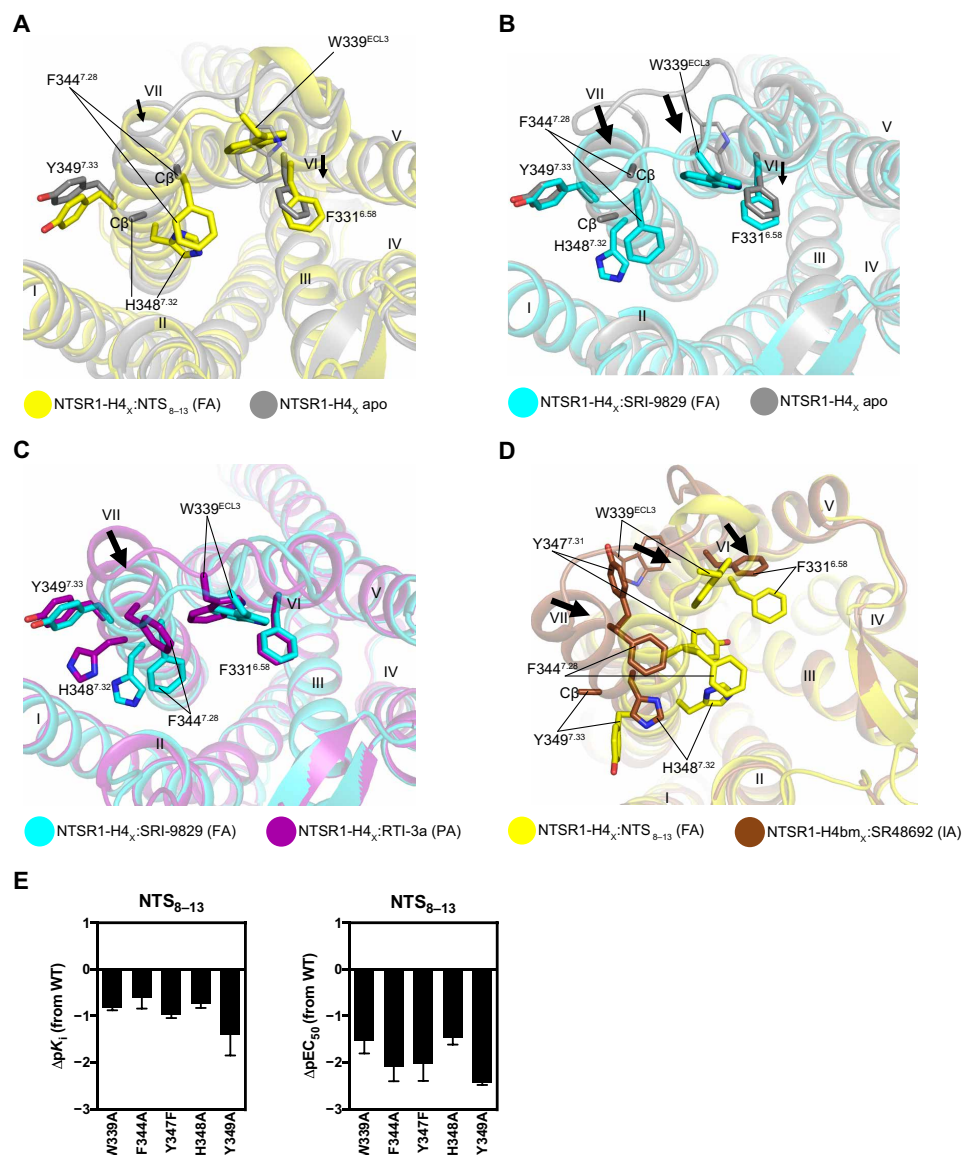 A
W339ECL3
F3447.28
VII
V
Y3497.33
Cβ
VI
Cβ
F3316.58
H3487.32
III
IV
I
II
NTSR1-H4X:NTS8–13 (FA)
NTSR1-H4X apo
B
W339ECL3
VII
F3447.28
V
Y3497.33
Cβ
VI
Cβ
H3487.32
F3316.58
III
IV
I
II
NTSR1-H4X:SRI-9829 (FA)
NTSR1-H4X apo
C
W339ECL3
VII
Y3497.33
VI
V
F3316.58
IV
H3487.32
III
F3447.28
I
II
NTSR1-H4X:SRI-9829 (FA)
NTSR1-H4X:RTI-3a (PA)
D
W339ECL3
V
Y3477.31
VI
F3316.58
VII
IV
F3447.28
III
Cβ
Y3497.33
H3487.32
II
I
NTSR1-H4X:NTS8–13 (FA)
NTSR1-H4bmX:SR48692 (IA)
E
NTS8–13
ΔpKi (from WT)
1
0
−1
−2
−3
W339A
F344A
Y347F
H348A
Y349A
NTS8–13
ΔpEC50 (from WT)
1
0
−1
−2
−3
W339A
F344A
Y347F
H348A
Y349A